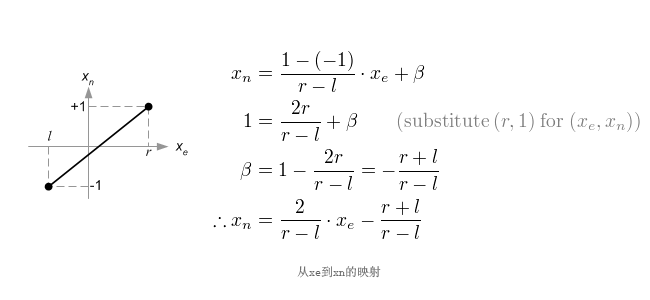 x_n
+1
l
r
x_e
-1
x_n = \frac{1 - (-1)}{r - l} \cdot x_e + \beta
1 = \frac{2r}{r - l} + \beta (substitute (r, 1) for (x_e, x_n))
\beta = 1 - \frac{2r}{r - l} = -\frac{r + l}{r - l}
\therefore x_n = \frac{2}{r - l} \cdot x_e - \frac{r + l}{r - l}
从xe到xn的映射